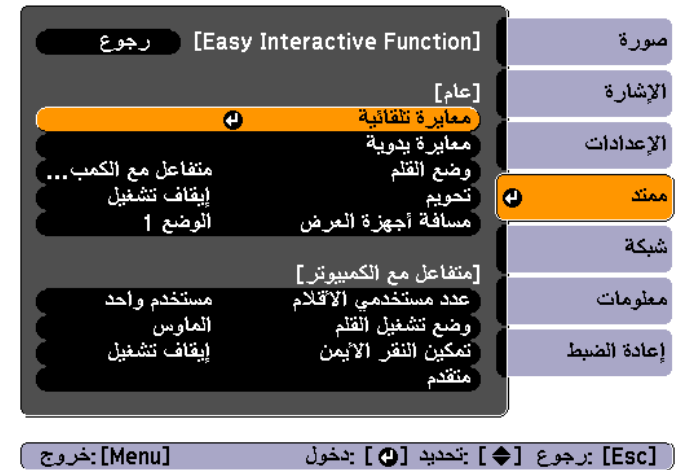 [Easy Interactive Function] رجوع
[عام]
معايرة تلقائية
معايرة يدوية
وضع القلم متفاعل مع الكمب...
تحويم إيقاف تشغيل
مسافة أجهزة العرض الوضع 1
[متفاعل مع الكمبيوتر]
عدد مستخدمي الأقلام مستخدم واحد
وضع تشغيل القلم الماوس
تمكين النقر الأيمن إيقاف تشغيل
متقدم
صورة
الإشارة
الإعدادات
ممتد
شبكة
معلومات
إعادة الضبط
[Esc] :رجوع [ ] :تحديد [ ] :دخول [Menu] :خروج